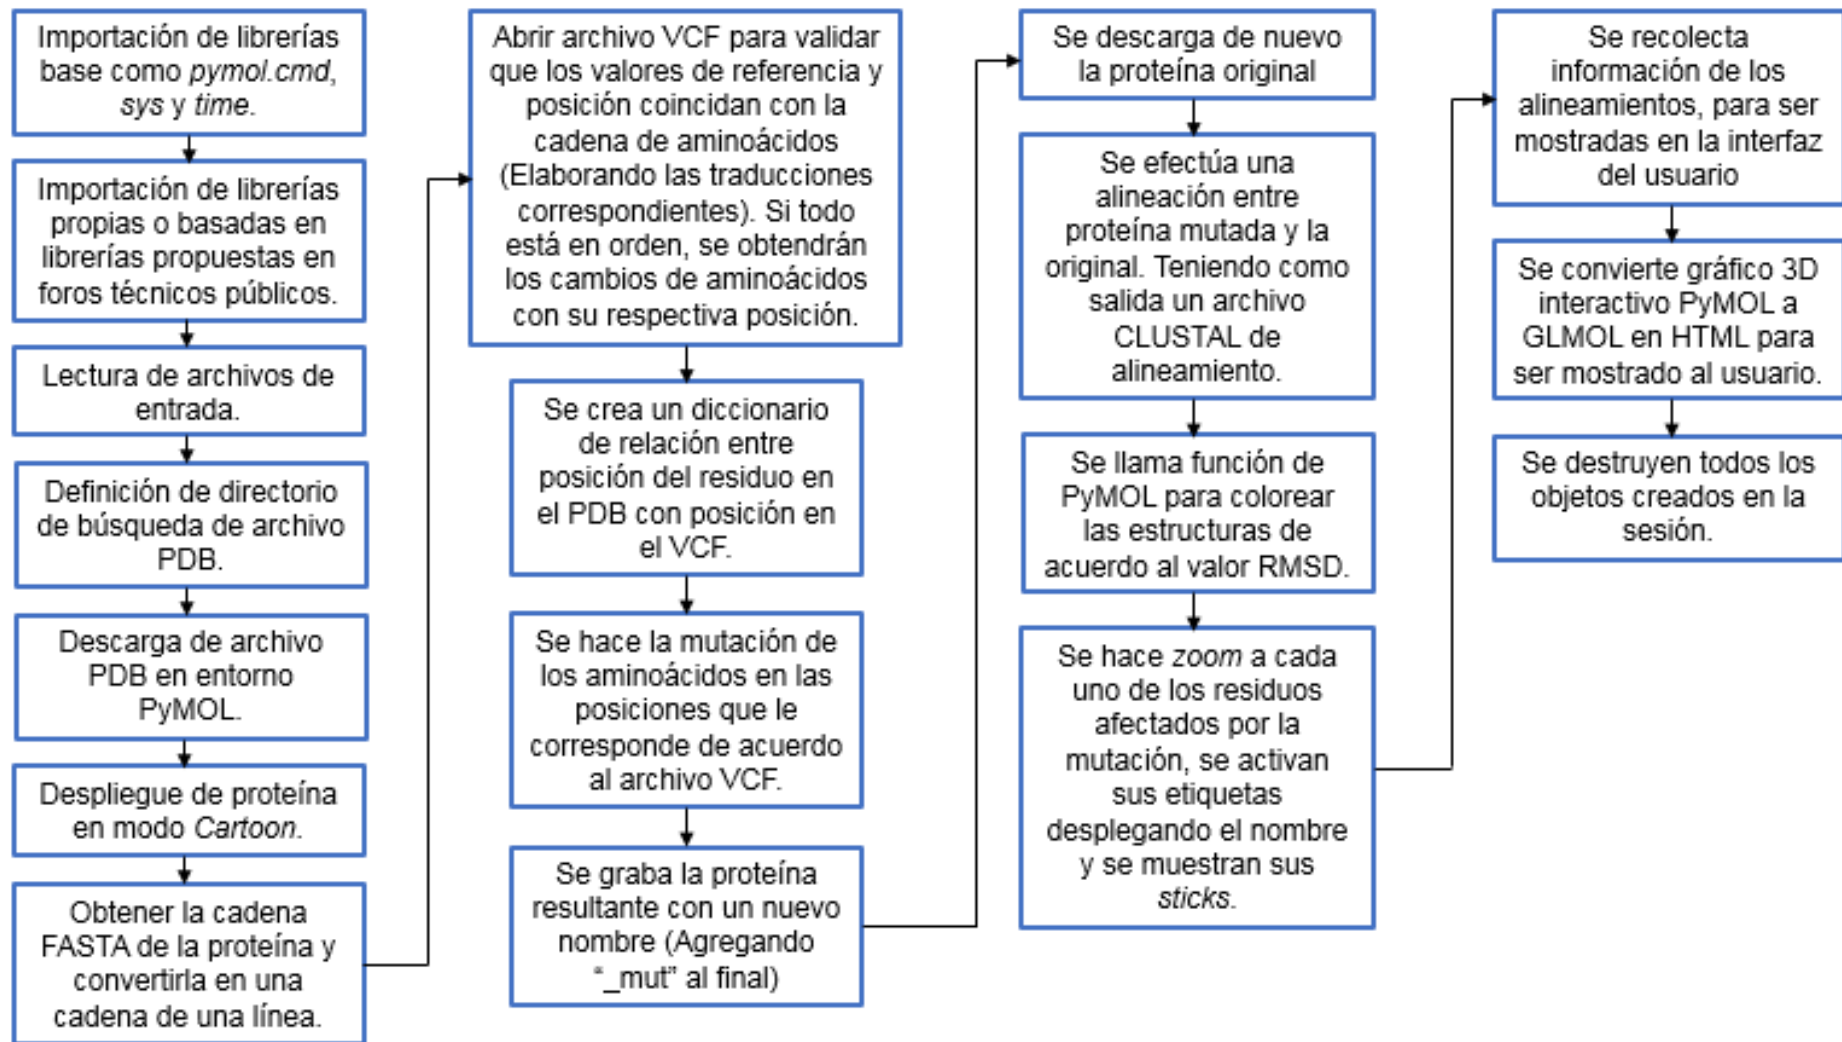 Importación de librerías
base como pymol.cmd,
sys y time.
Importación de librerías
propias o basadas en
librerías propuestas en
foros técnicos públicos.
Lectura de archivos de
entrada.
Definición de directorio
de búsqueda de archivo
PDB.
Descarga de archivo
PDB en entorno
PyMOL.
Despliegue de proteína
en modo Cartoon.
Obtener la cadena
FASTA de la proteína y
convertirla en una
cadena de una línea.
Abrir archivo VCF para validar
que los valores de referencia y
posición coincidan con la
cadena de aminoácidos
(Elaborando las traducciones
correspondientes). Si todo
está en orden, se obtendrán
los cambios de aminoácidos
con su respectiva posición.
Se crea un diccionario
de relación entre
posición del residuo en
el PDB con posición en
el VCF.
Se hace la mutación de
los aminoácidos en las
posiciones que le
corresponde de acuerdo
al archivo VCF.
Se graba la proteína
resultante con un nuevo
nombre (Agregando
“_mut” al final)
Se descarga de nuevo
la proteína original
Se efectúa una
alineación entre
proteína mutada y la
original. Teniendo como
salida un archivo
CLUSTAL de
alineamiento.
Se llama función de
PyMOL para colorear
las estructuras de
acuerdo al valor RMSD.
Se hace zoom a cada
uno de los residuos
afectados por la
mutación, se activan
sus etiquetas
desplegando el nombre
y se muestran sus
sticks.
Se recolecta
información de los
alineamientos, para ser
mostradas en la interfaz
del usuario
Se convierte gráfico 3D
interactivo PyMOL a
GLMOL en HTML para
ser mostrado al usuario.
Se destruyen todos los
objetos creados en la
sesión.